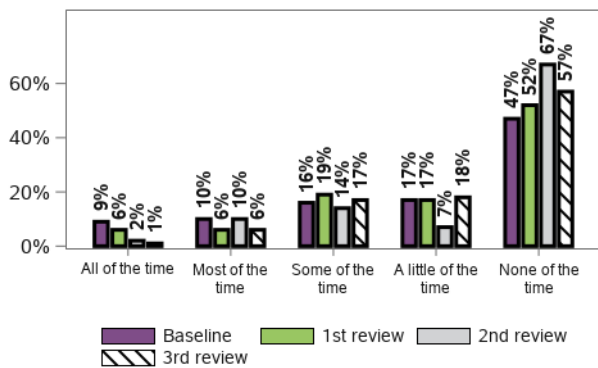 67%
57%
52%
47%
60%
40%
20%
0%
9%
6%
2%
1%
10%
6%
10%
6%
16%
19%
14%
17%
17%
17%
7%
18%
All of the time
Most of the
time
Some of the
time
A little of the
time
None of the
time
Baseline
1st review
2nd review
3rd review